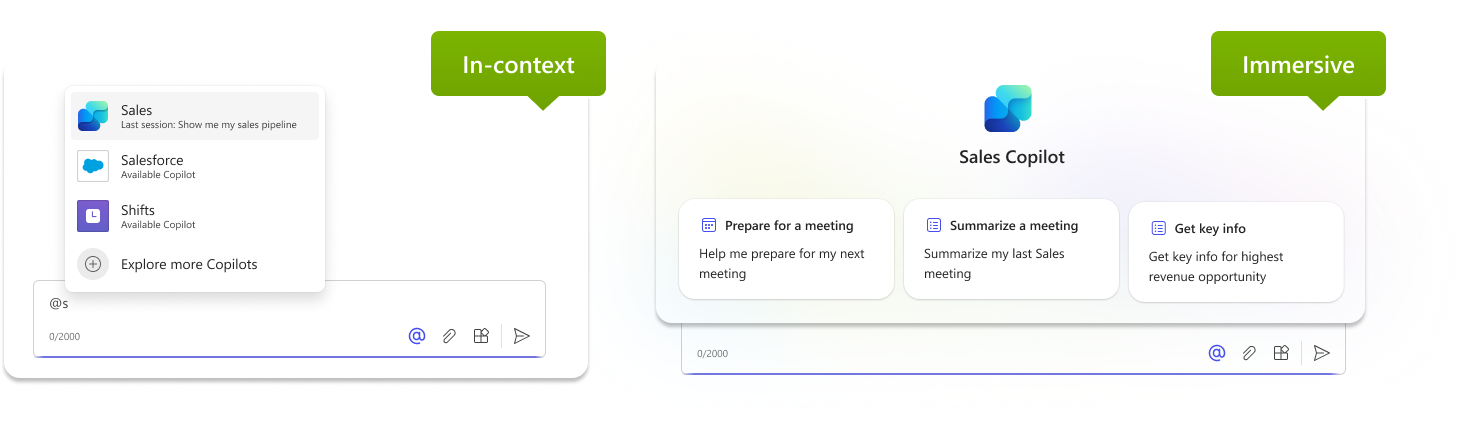 In-context
Sales
Last session: Show me my sales pipeline
Salesforce
Available Copilot
Shifts
Available Copilot
Explore more Copilots
@s
0/2000
@
Immersive
Sales Copilot
Prepare for a meeting
Help me prepare for my next
meeting
Summarize a meeting
Summarize my last Sales
meeting
Get key info
Get key info for highest
revenue opportunity
0/2000
@